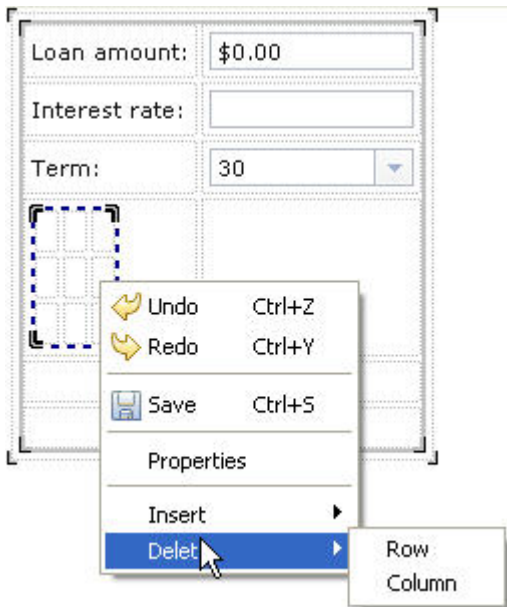 Loan amount: $0.00
Interest rate:
Term: 30
Undo Ctrl+Z
Redo Ctrl+Y
Save Ctrl+S
Properties
Insert
Delet
Row
Column